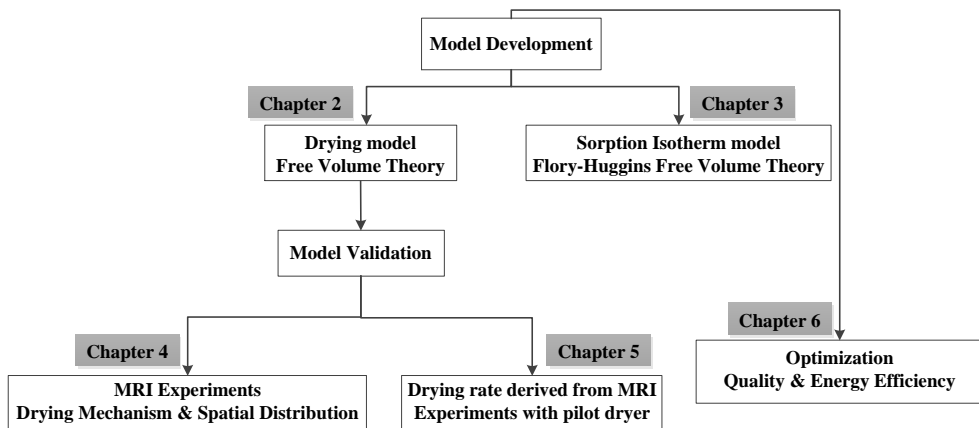 Model Development
Chapter 2
Chapter 3
Drying model
Free Volume Theory
Sorption Isotherm model
Flory-Huggins Free Volume Theory
Model Validation
Chapter 4
Chapter 5
Chapter 6
MRI Experiments
Drying Mechanism & Spatial Distribution
Drying rate derived from MRI
Experiments with pilot dryer
Optimization
Quality & Energy Efficiency